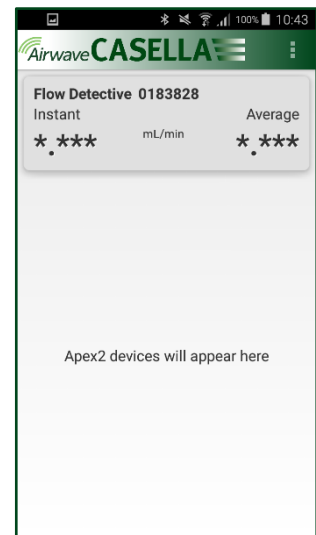 100% 10:43
Airwave CASELLA
Flow Detective 0183828
Instant Average
*.*** mL/min *.***
Apex2 devices will appear here